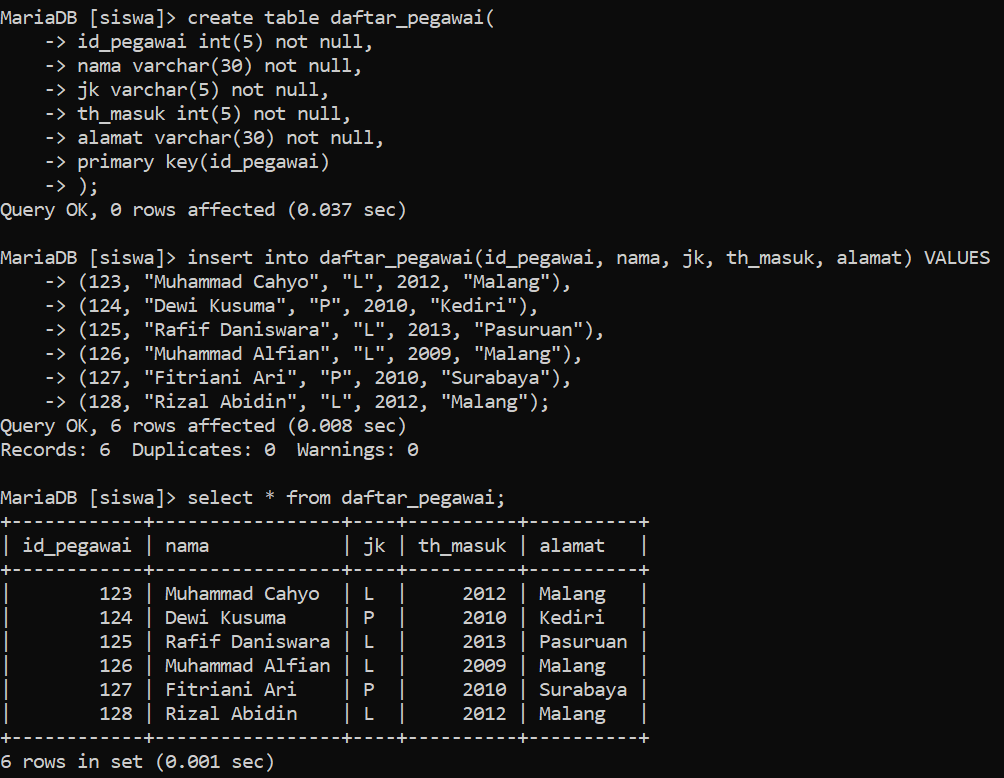 MariaDB [siswa]> create table daftar_pegawai(
    -> id_pegawai int(5) not null,
    -> nama varchar(30) not null,
    -> jk varchar(5) not null,
    -> th_masuk int(5) not null,
    -> alamat varchar(30) not null,
    -> primary key(id_pegawai)
    -> );
Query OK, 0 rows affected (0.037 sec)

MariaDB [siswa]> insert into daftar_pegawai(id_pegawai, nama, jk, th_masuk, alamat) VALUES
    -> (123, "Muhammad Cahyo", "L", 2012, "Malang"),
    -> (124, "Dewi Kusuma", "P", 2010, "Kediri"),
    -> (125, "Rafif Daniswara", "L", 2013, "Pasuruan"),
    -> (126, "Muhammad Alfian", "L", 2009, "Malang"),
    -> (127, "Fitriani Ari", "P", 2010, "Surabaya"),
    -> (128, "Rizal Abidin", "L", 2012, "Malang");
Query OK, 6 rows affected (0.008 sec)
Records: 6  Duplicates: 0  Warnings: 0

MariaDB [siswa]> select * from daftar_pegawai;
+------------+-----------------+----+----------+----------+
| id_pegawai | nama            | jk | th_masuk | alamat   |
+------------+-----------------+----+----------+----------+
|        123 | Muhammad Cahyo  | L  |     2012 | Malang   |
|        124 | Dewi Kusuma     | P  |     2010 | Kediri   |
|        125 | Rafif Daniswara | L  |     2013 | Pasuruan |
|        126 | Muhammad Alfian | L  |     2009 | Malang   |
|        127 | Fitriani Ari    | P  |     2010 | Surabaya |
|        128 | Rizal Abidin    | L  |     2012 | Malang   |
+------------+-----------------+----+----------+----------+
6 rows in set (0.001 sec)